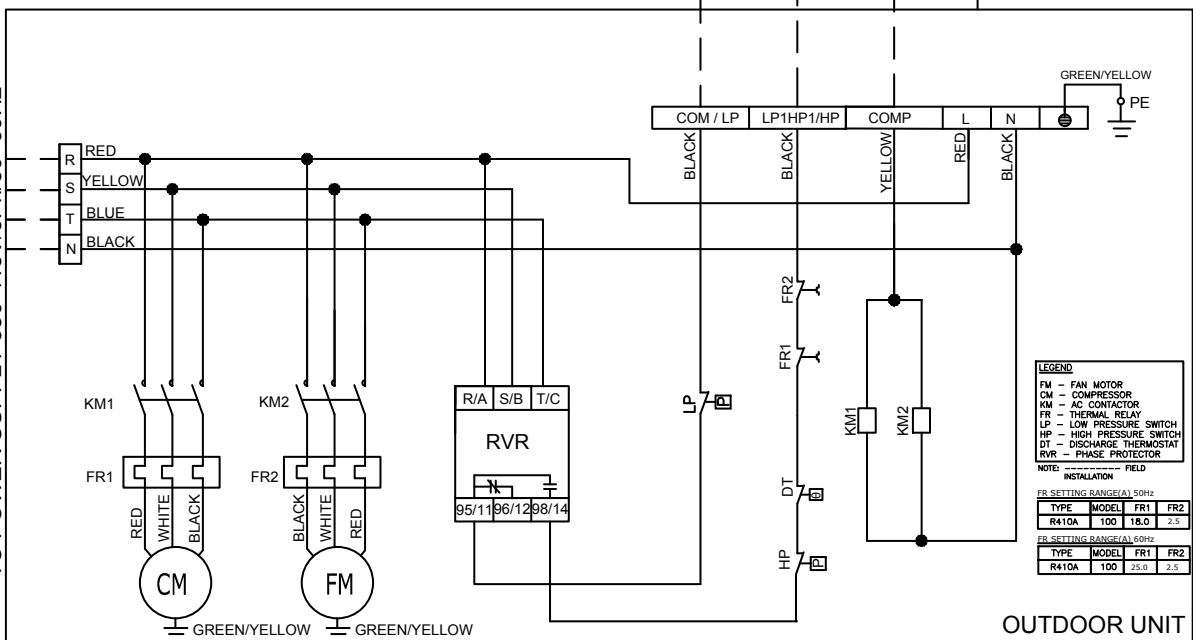 GREEN/YELLOW
PE
COM / LP LP1HP1/HP COMP L N
BLACK BLACK YELLOW RED BLACK
R RED
S YELLOW
T BLUE
N BLACK
FR2
FR1
KM1 KM2
R/A S/B T/C
RVR
LP P
KM1 KM2
FR1 FR2
95/11 96/12 98/14
DT θ
HP P
RED WHITE BLACK
BLACK WHITE RED
CM FM
GREEN/YELLOW GREEN/YELLOW
LEGEND
FM - FAN MOTOR
CM - COMPRESSOR
KM - AC CONTACTOR
FR - THERMAL RELAY
LP - LOW PRESSURE SWITCH
HP - HIGH PRESSURE SWITCH
DT - DISCHARGE THERMOSTAT
RVR - PHASE PROTECTOR
NOTE: --------- FIELD
INSTALLATION
FR SETTING RANGE(A) 50Hz
TYPE MODEL FR1 FR2
R410A 100 18.0 2.5
FR SETTING RANGE(A) 60Hz
TYPE MODEL FR1 FR2
R410A 100 25.0 2.5
OUTDOOR UNIT